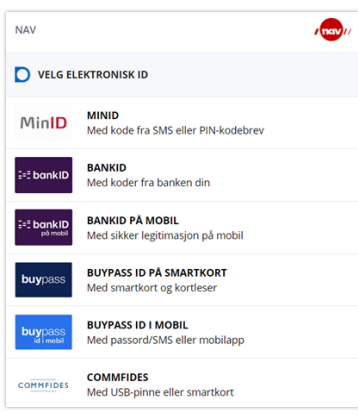 NAV
nav
VELG ELEKTRONISK ID
MinID
MINID
Med kode fra SMS eller PIN-kodebrev
bankID
BANKID
Med koder fra banken din
bankID
på mobil
BANKID PÅ MOBIL
Med sikker legitimasjon på mobil
buypass
BUYPASS ID PÅ SMARTKORT
Med smartkort og kortleser
buypass
id i mobil
BUYPASS ID I MOBIL
Med passord/SMS eller mobilapp
COMMFIDES
COMMFIDES
Med USB-pinne eller smartkort